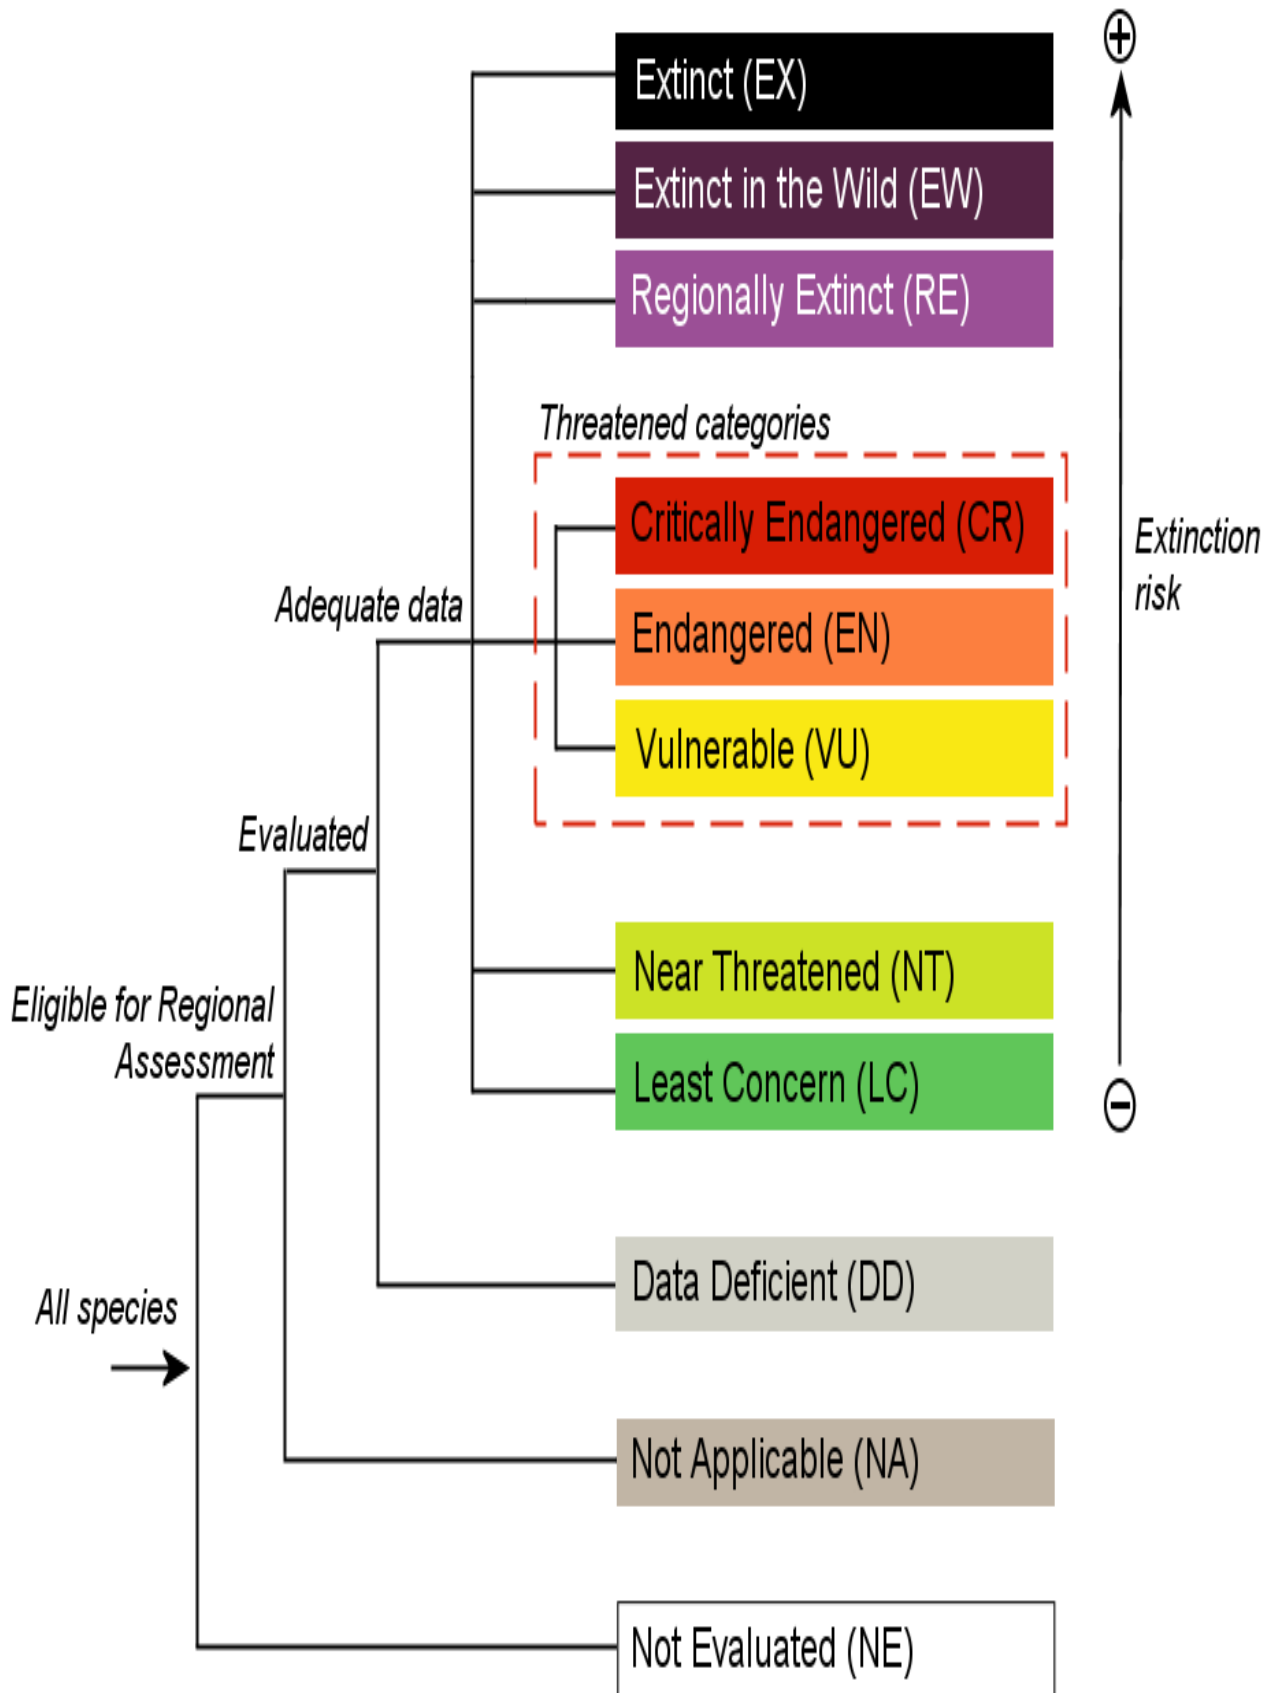 Extinct (EX)
Extinct in the Wild (EW)
Regionally Extinct (RE)
Threatened categories
Critically Endangered (CR)
Extinction
risk
Adequate data
Endangered (EN)
Vulnerable (VU)
Evaluated
Near Threatened (NT)
Eligible for Regional
Assessment
Least Concern (LC)
Data Deficient (DD)
All species
Not Applicable (NA)
Not Evaluated (NE)